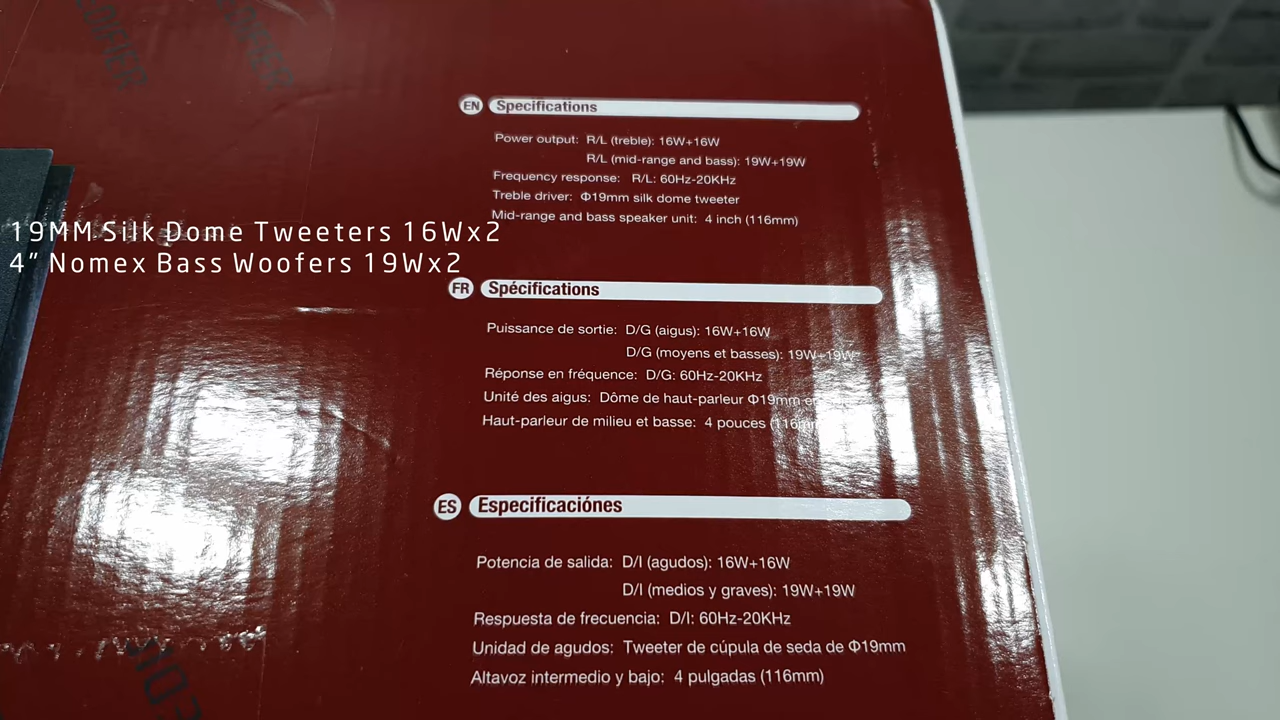 EDIFIER
EDIFIER
EN Specifications
Power output: R/L (treble): 16W+16W
R/L (mid-range and bass): 19W+19W
Frequency response: R/L: 60Hz-20KHz
Treble driver: Φ19mm silk dome tweeter
Mid-range and bass speaker unit: 4 inch (116mm)
19MM Silk Dome Tweeters 16Wx2
4" Nomex Bass Woofers 19Wx2
FR Spécifications
Puissance de sortie: D/G (aigus): 16W+16W
D/G (moyens et basses): 19W+19W
Réponse en fréquence: D/G: 60Hz-20KHz
Unité des aigus: Dôme de haut-parleur Φ19mm
Haut-parleur de milieu et basse: 4 pouces (116mm
ES Especificaciónes
Potencia de salida: D/I (agudos): 16W+16W
D/I (medios y graves): 19W+19W
Respuesta de frecuencia: D/I: 60Hz-20KHz
Unidad de agudos: Tweeter de cúpula de seda de Φ19mm
Altavoz intermedio y bajo: 4 pulgadas (116mm)